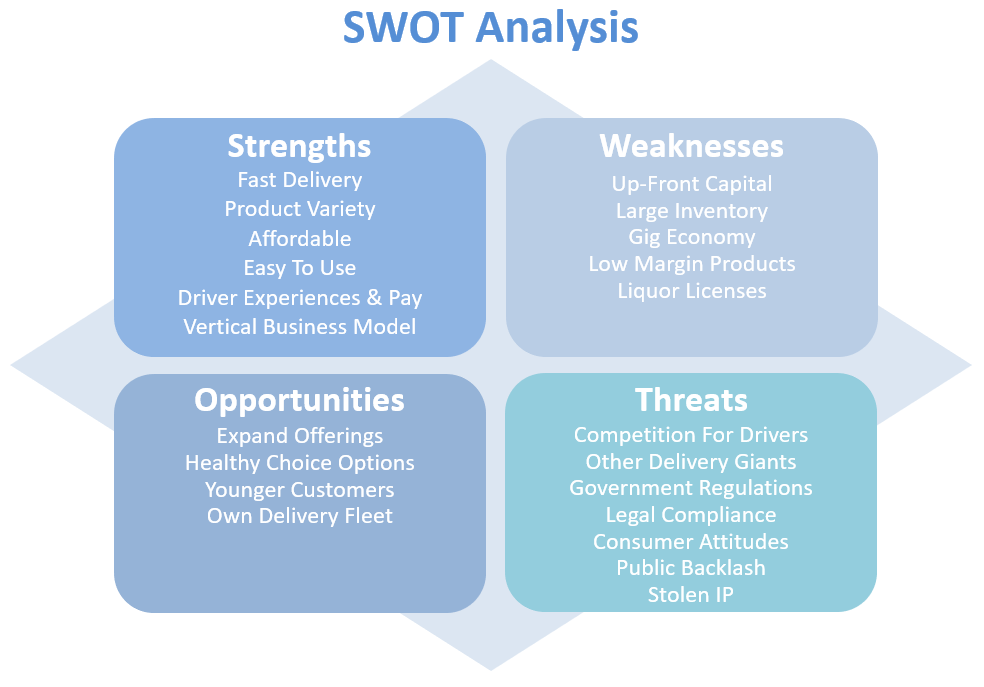 SWOT Analysis
Strengths
Fast Delivery
Product Variety
Affordable
Easy To Use
Driver Experiences & Pay
Vertical Business Model
Weaknesses
Up-Front Capital
Large Inventory
Gig Economy
Low Margin Products
Liquor Licenses
Opportunities
Expand Offerings
Healthy Choice Options
Younger Customers
Own Delivery Fleet
Threats
Competition For Drivers
Other Delivery Giants
Government Regulations
Legal Compliance
Consumer Attitudes
Public Backlash
Stolen IP